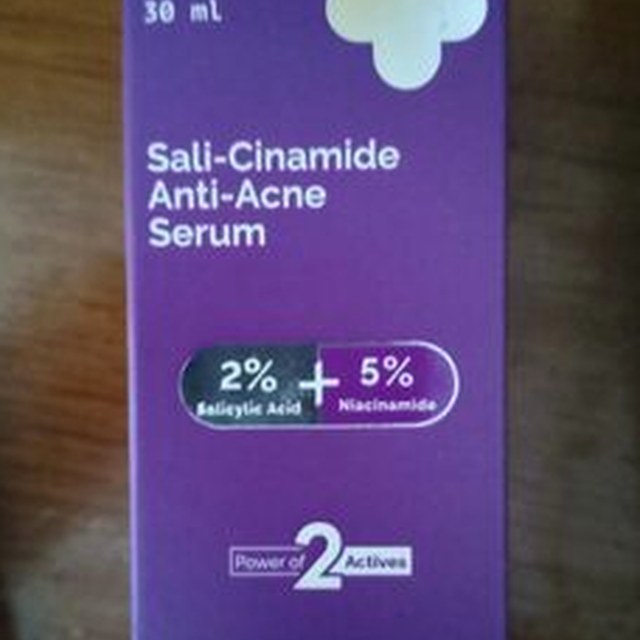 30 ml
Sali-Cinamide
Anti-Acne
Serum
2% + 5%
Salicylic Acid Niacinamide
Power of 2 Actives